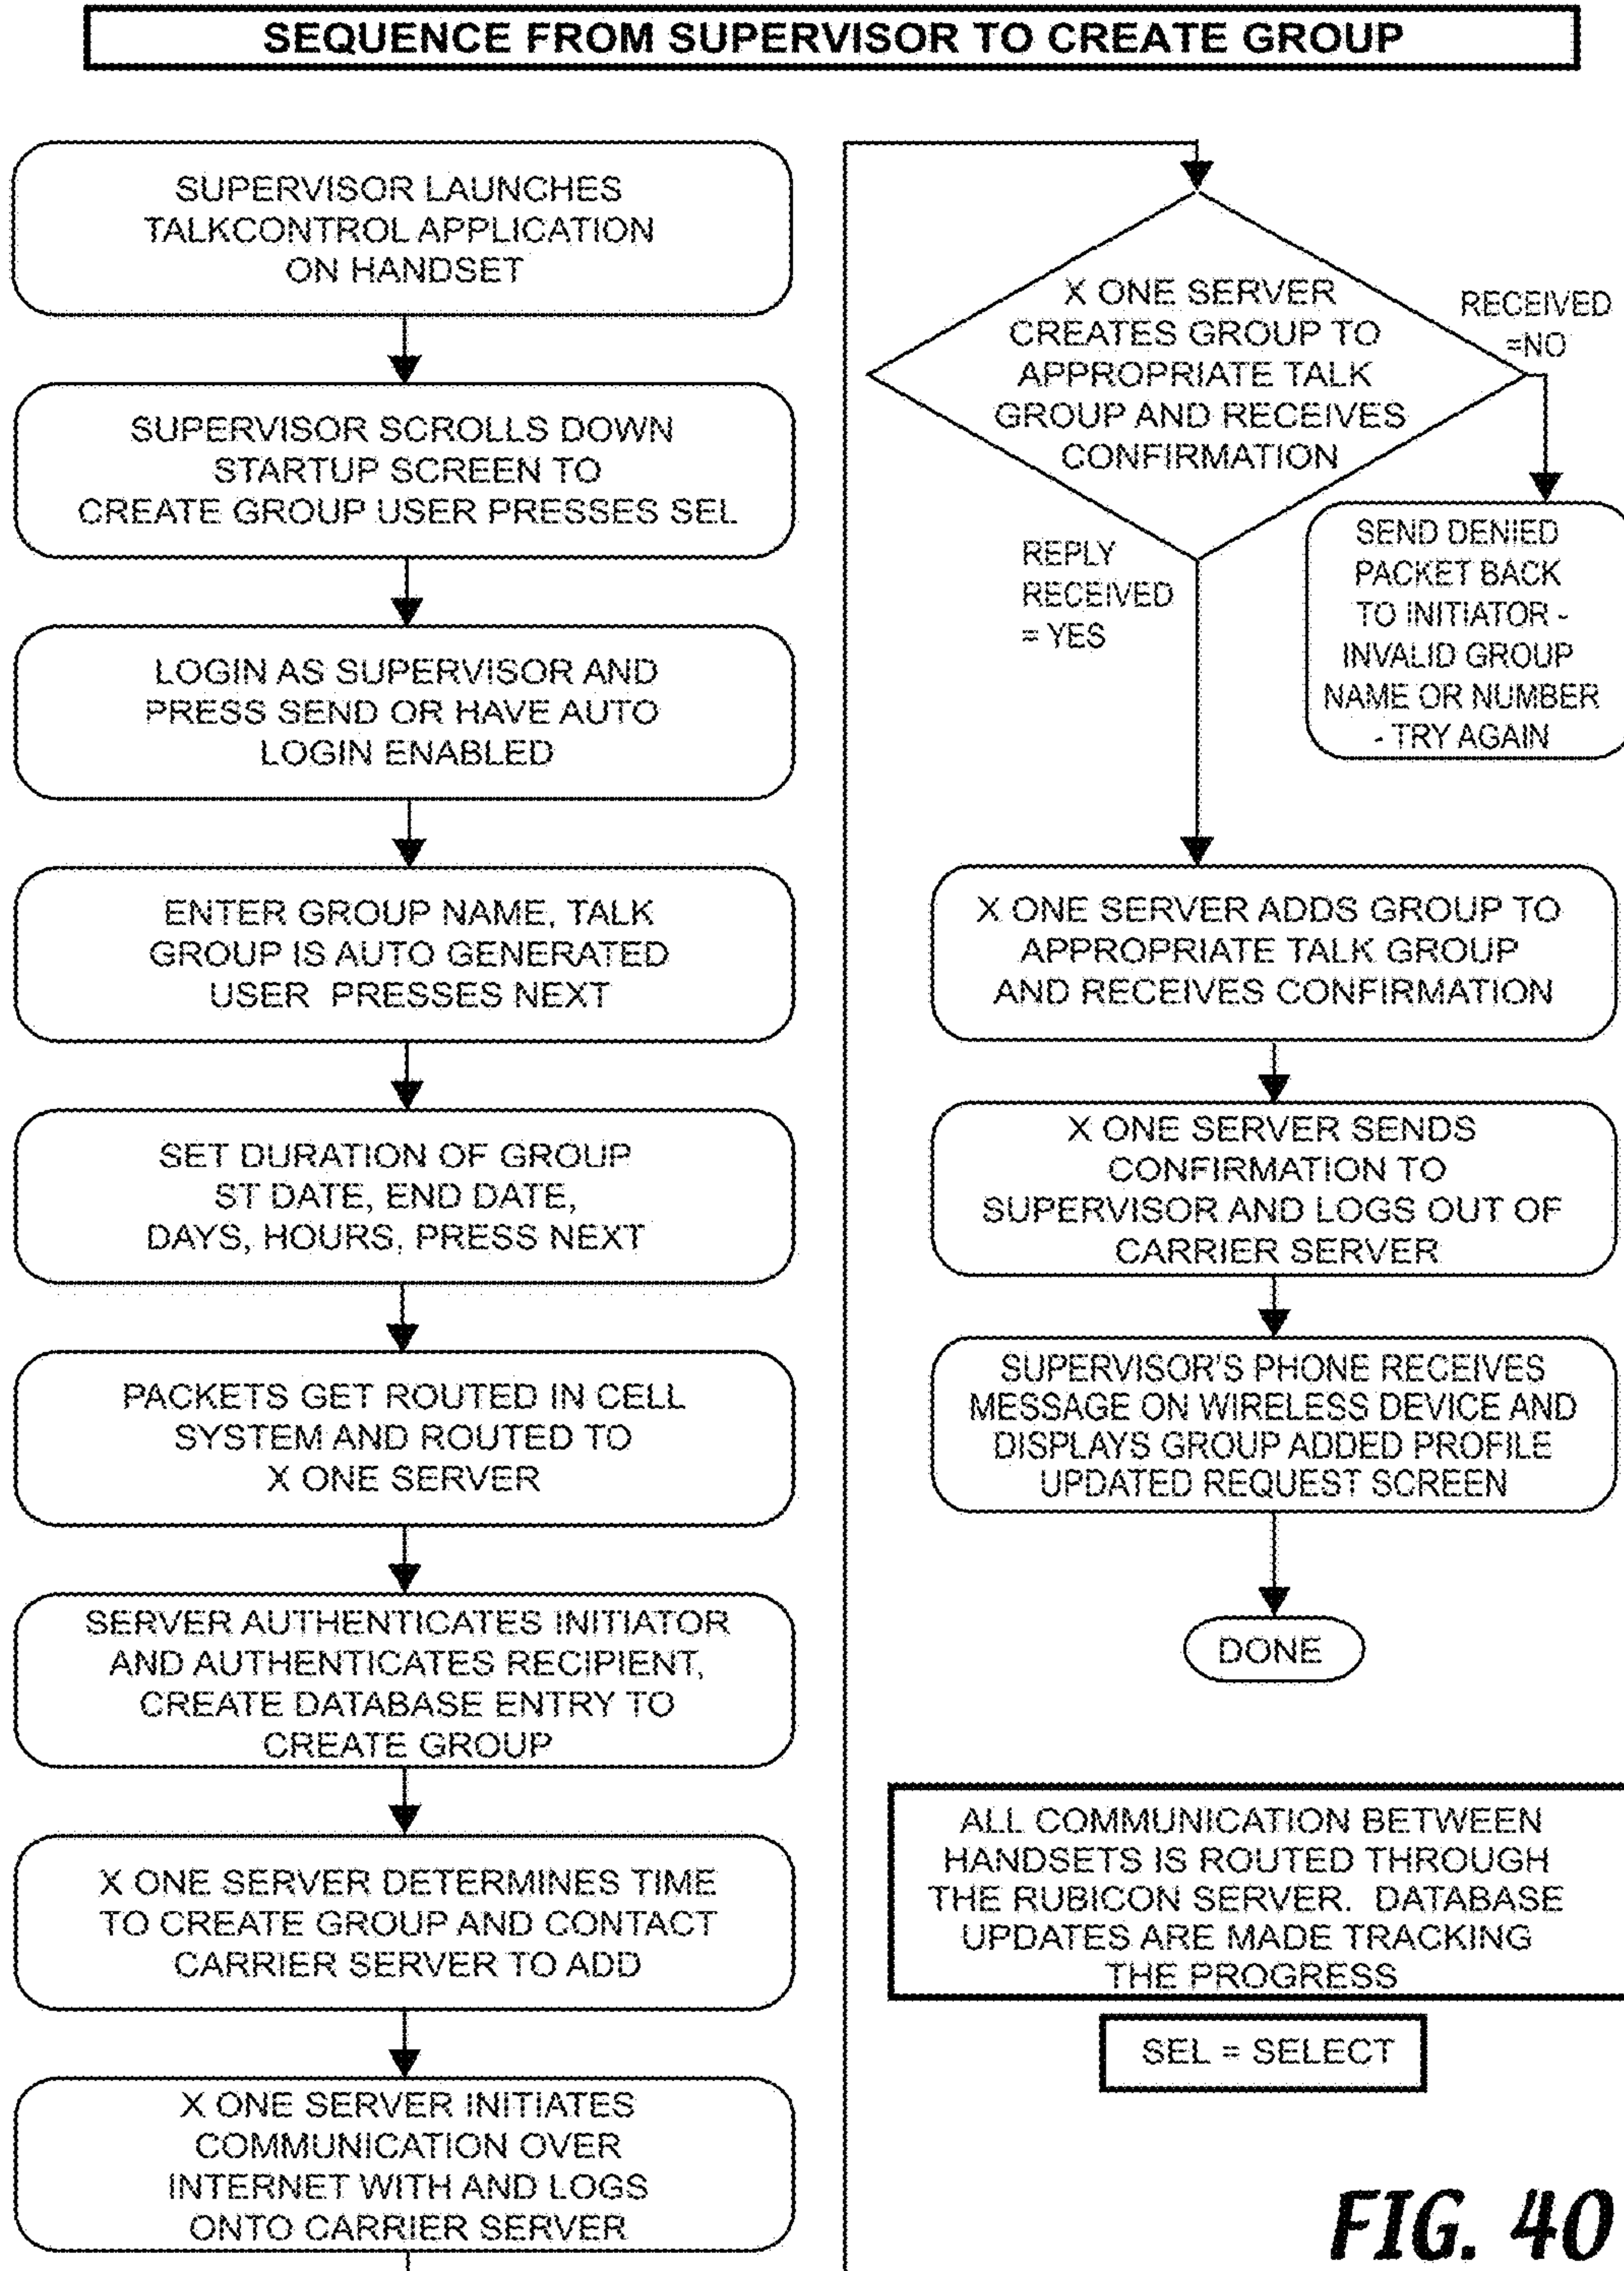 SEQUENCE FROM SUPERVISOR TO CREATE GROUP
SUPERVISOR LAUNCHES
TALKCONTROL APPLICATION
ON HANDSET
SUPERVISOR SCROLLS DOWN
STARTUP SCREEN TO
CREATE GROUP USER PRESSES SEL
LOGIN AS SUPERVISOR AND
PRESS SEND OR HAVE AUTO
LOGIN ENABLED
ENTER GROUP NAME, TALK
GROUP IS AUTO GENERATED
USER PRESSES NEXT
SET DURATION OF GROUP
ST DATE, END DATE,
DAYS, HOURS, PRESS NEXT
PACKETS GET ROUTED IN CELL
SYSTEM AND ROUTED TO
X ONE SERVER
SERVER AUTHENTICATES INITIATOR
AND AUTHENTICATES RECIPIENT,
CREATE DATABASE ENTRY TO
CREATE GROUP
X ONE SERVER DETERMINES TIME
TO CREATE GROUP AND CONTACT
CARRIER SERVER TO ADD
X ONE SERVER INITIATES
COMMUNICATION OVER
INTERNET WITH AND LOGS
ONTO CARRIER SERVER
X ONE SERVER
CREATES GROUP TO
APPROPRIATE TALK
GROUP AND RECEIVES
CONFIRMATION
RECEIVED
=NO
SEND DENIED
PACKET BACK
TO INITIATOR -
INVALID GROUP
NAME OR NUMBER
- TRY AGAIN
REPLY
RECEIVED
= YES
X ONE SERVER ADDS GROUP TO
APPROPRIATE TALK GROUP
AND RECEIVES CONFIRMATION
X ONE SERVER SENDS
CONFIRMATION TO
SUPERVISOR AND LOGS OUT OF
CARRIER SERVER
SUPERVISOR'S PHONE RECEIVES
MESSAGE ON WIRELESS DEVICE AND
DISPLAYS GROUP ADDED PROFILE
UPDATED REQUEST SCREEN
DONE
ALL COMMUNICATION BETWEEN
HANDSETS IS ROUTED THROUGH
THE RUBICON SERVER. DATABASE
UPDATES ARE MADE TRACKING
THE PROGRESS
SEL = SELECT
FIG. 40